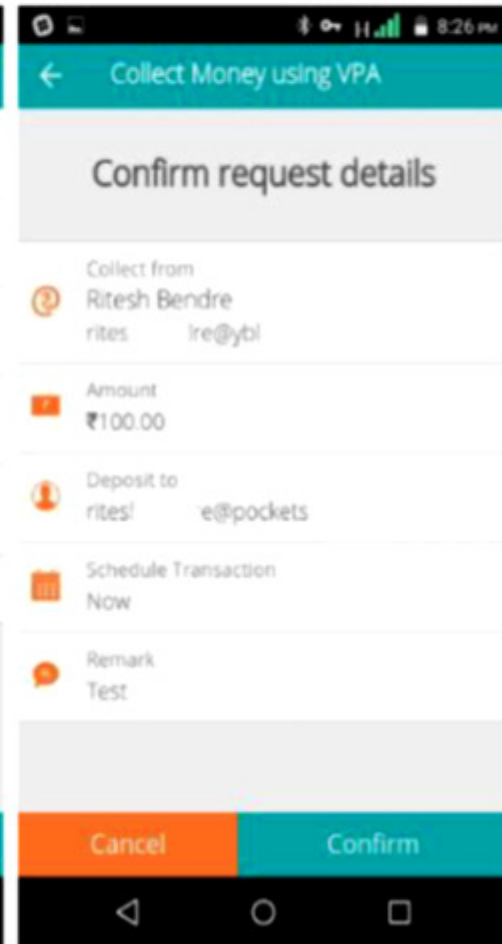 8:26 PM
Collect Money using VPA
Confirm request details
Collect from
Ritesh Bendre
rites lre@ybl
Amount
₹100.00
Deposit to
rites! e@pockets
Schedule Transaction
Now
Remark
Test
Cancel
Confirm